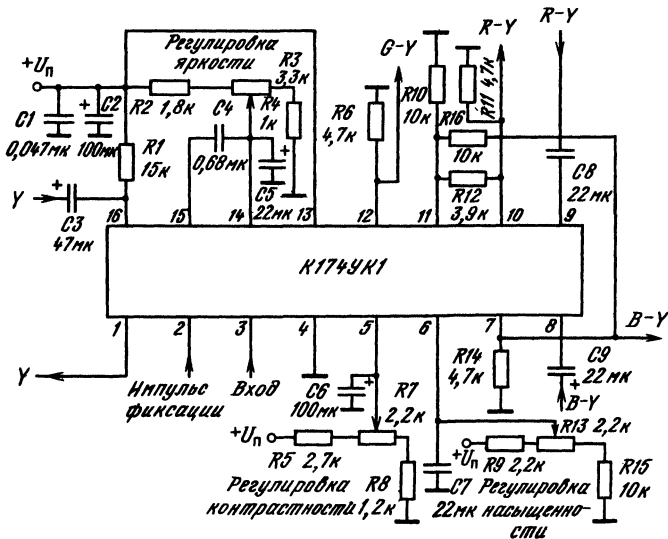 Регулировка
яркости
+Uп
R3
3,3к
G-Y
R-Y
R-Y
C1
0,047мк
+
C2
100мк
R2 1,8к
C4
0,68мк
R4
1к
R1
15к
+
C5
22мк
R6
4,7к
R10
10к
R11 4,7к
R16
10к
R12
3,9к
C8
22мк
Y
+
C3
47мк
16
15
14
13
12
11
10
9
К174УК1
1
2
3
4
5
6
7
8
Y
Импульс
фиксации
Вход
C6
100мк
+
R7
2,2к
R14
4,7к
C9
22мк
+
B-Y
B-Y
+Uп
R5 2,7к
R8
1,2к
Регулировка
контрастности
C7
22мк
+Uп
R9 2,2к
R13 2,2к
R15
10к
Регулировка
насыщенно-
сти